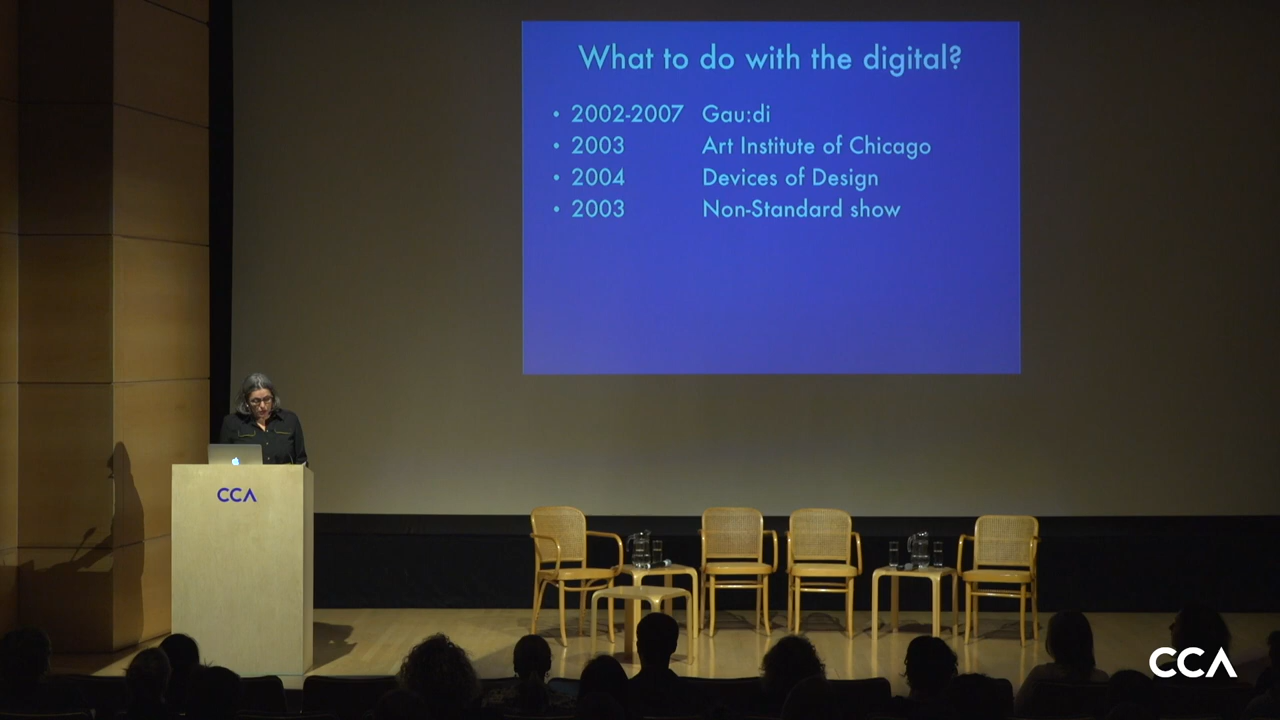 What to do with the digital?
• 2002-2007 Gau:di
• 2003 Art Institute of Chicago
• 2004 Devices of Design
• 2003 Non-Standard show
CCA
CCA